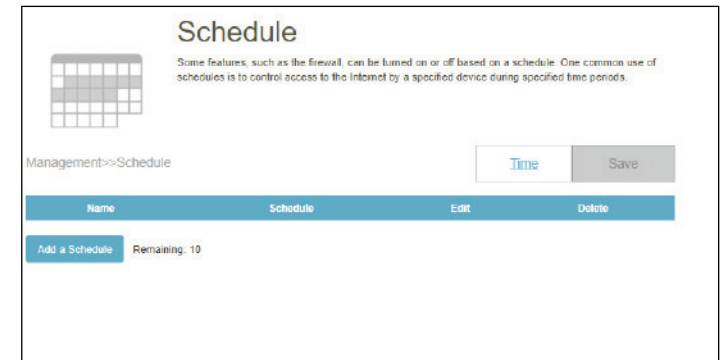 Schedule
Some features, such as the firewall, can be turned on or off based on a schedule. One common use of
schedules is to control access to the Internet by a specified device during specified time periods.
Management>>Schedule
Time
Save
Name Schedule Edit Delete
Add a Schedule Remaining: 10